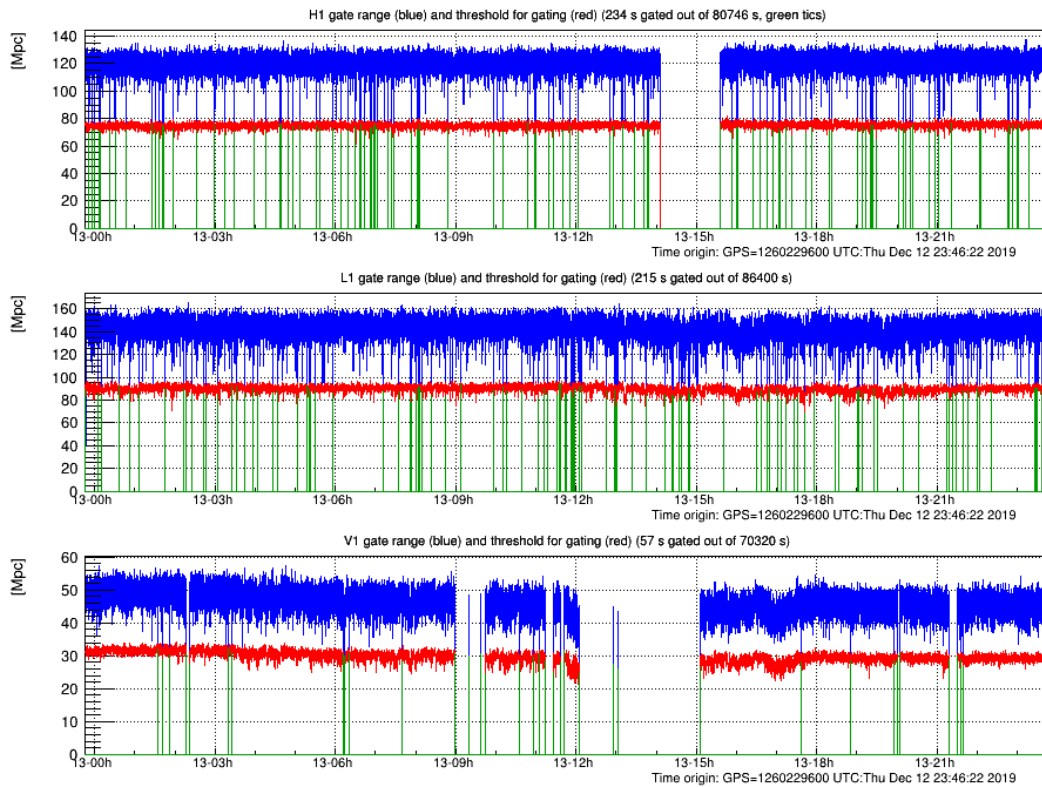 H1 gate range (blue) and threshold for gating (red) (234 s gated out of 80746 s, green tics)
[Mpc]
140
120
100
80
60
40
20
0
13-00h 13-03h 13-06h 13-09h 13-12h 13-15h 13-18h 13-21h
Time origin: GPS=1260229600 UTC:Thu Dec 12 23:46:22 2019
L1 gate range (blue) and threshold for gating (red) (215 s gated out of 86400 s)
[Mpc]
160
140
120
100
80
60
40
20
0
13-00h 13-03h 13-06h 13-09h 13-12h 13-15h 13-18h 13-21h
Time origin: GPS=1260229600 UTC:Thu Dec 12 23:46:22 2019
V1 gate range (blue) and threshold for gating (red) (57 s gated out of 70320 s)
[Mpc]
60
50
40
30
20
10
0
13-00h 13-03h 13-06h 13-09h 13-12h 13-15h 13-18h 13-21h
Time origin: GPS=1260229600 UTC:Thu Dec 12 23:46:22 2019